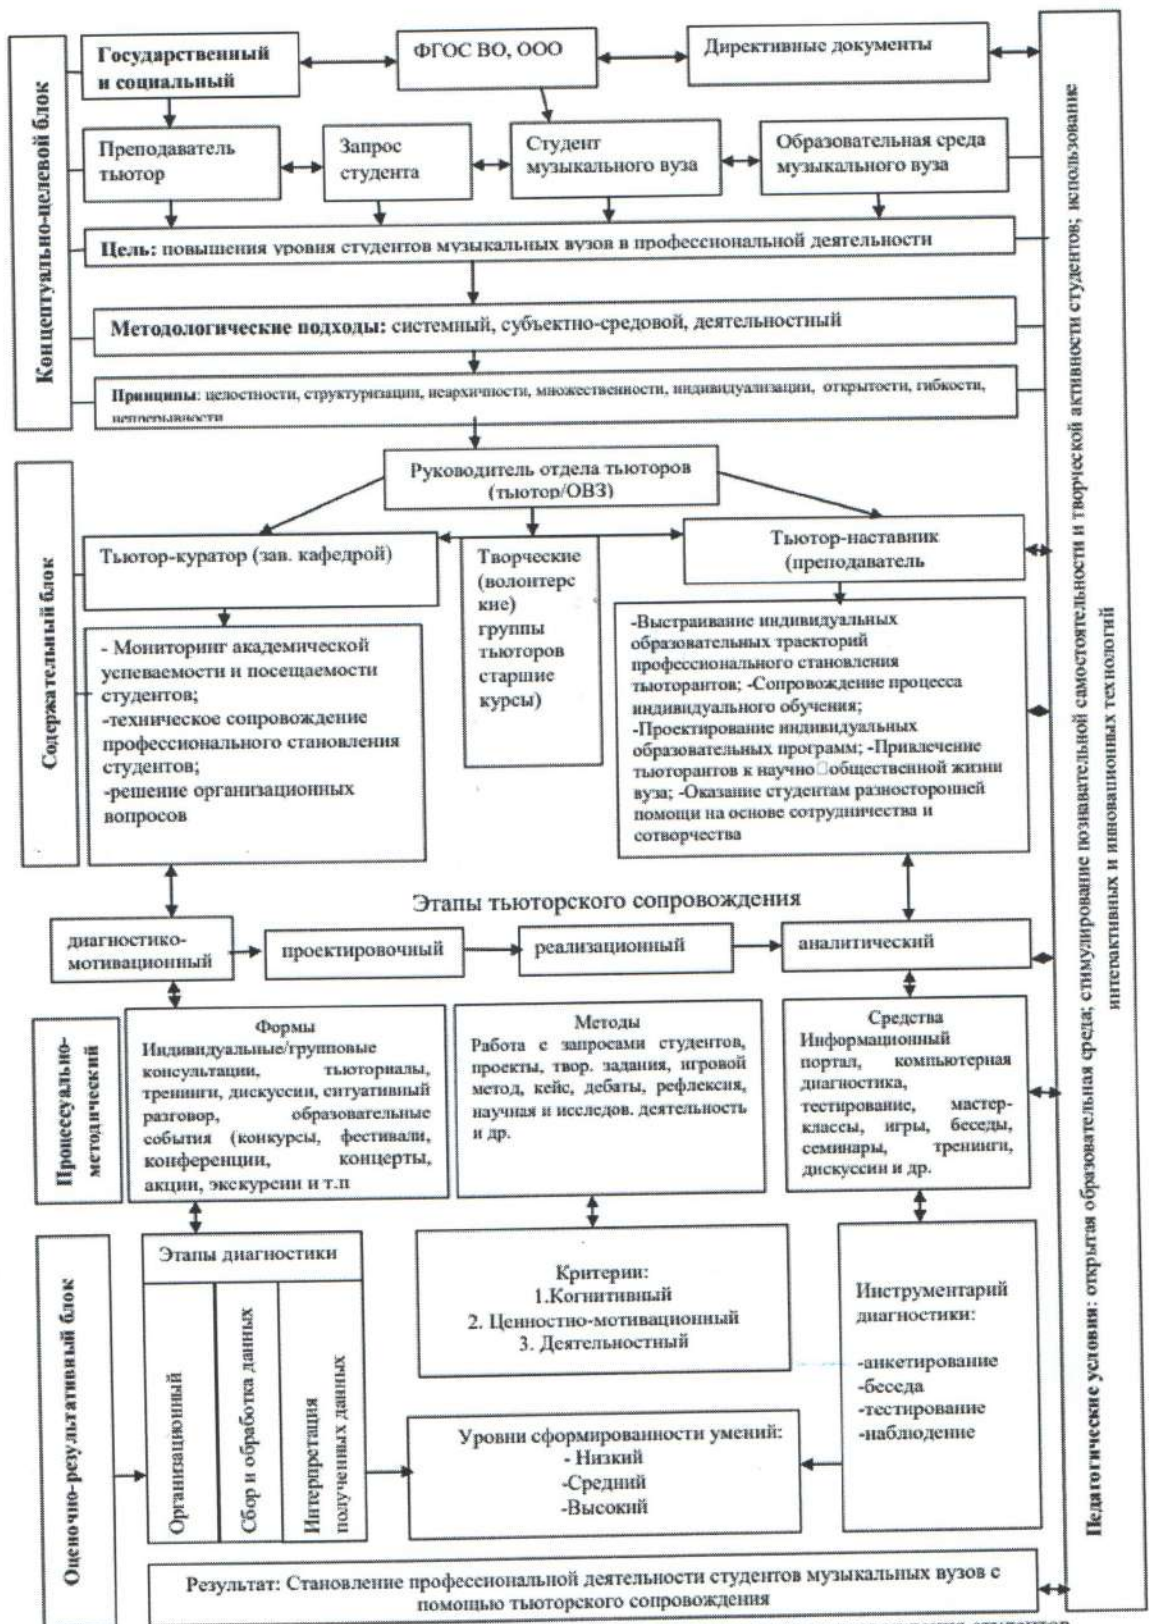 Концептуально-целевой блок
Государственный
и социальный
ФГОС ВО, ООО
Директивные документы
Преподаватель
тьютор
Запрос
студента
Студент
музыкального вуза
Образовательная среда
музыкального вуза
Цель: повышения уровня студентов музыкальных вузов в профессиональной деятельности
Методологические подходы: системный, субъектно-средовой, деятельностный
Принципы: целостности, структуризации, иеархичности, множественности, индивидуализации, открытости, гибкости,
непрерывности
Содержательный блок
Руководитель отдела тьюторов
(тьютор/ОВЗ)
Тьютор-куратор (зав. кафедрой)
Творческие
(волонтерс
кие)
группы
тьюторов
старшие
курсы)
Тьютор-наставник
(преподаватель
- Мониторинг академической
успеваемости и посещаемости
студентов;
-техническое сопровождение
профессионального становления
студентов;
-решение организационных
вопросов
-Выстраивание индивидуальных
образовательных траекторий
профессионального становления
тьюторантов; -Сопровождение процесса
индивидуального обучения;
-Проектирование индивидуальных
образовательных программ; -Привлечение
тьюторантов к научно□общественной жизни
вуза; -Оказание студентам разносторонней
помощи на основе сотрудничества и
сотворчества
Этапы тьюторского сопровождения
диагностико-
мотивационный
проектировочный
реализационный
аналитический
Процессуально-
методический
Формы
Индивидуальные/групповые
консультации, тьюториалы,
тренинги, дискуссии, ситуативный
разговор, образовательные
события (конкурсы, фестивали,
конференции, концерты,
акции, экскурсии и т.п
Методы
Работа с запросами студентов,
проекты, твор. задания, игровой
метод, кейс, дебаты, рефлексия,
научная и исследов. деятельность
и др.
Средства
Информационный
портал, компьютерная
диагностика,
тестирование, мастер-
классы, игры, беседы,
семинары, тренинги,
дискуссии и др.
Оценочно-результативный блок
Этапы диагностики
Организационный
Сбор и обработка данных
Интерпретация
полученных данных
Критерии:
1.Когнитивный
2. Ценностно-мотивационный
3. Деятельностный
Уровни сформированности умений:
- Низкий
-Средний
-Высокий
Инструментарий
диагностики:
-анкетирование
-беседа
-тестирование
-наблюдение
Результат: Становление профессиональной деятельности студентов музыкальных вузов с
помощью тьюторского сопровождения
Педагогические условия: открытая образовательная среда; стимулирование познавательной самостоятельности и творческой активности студентов; использование
интерактивных и инновационных технологий